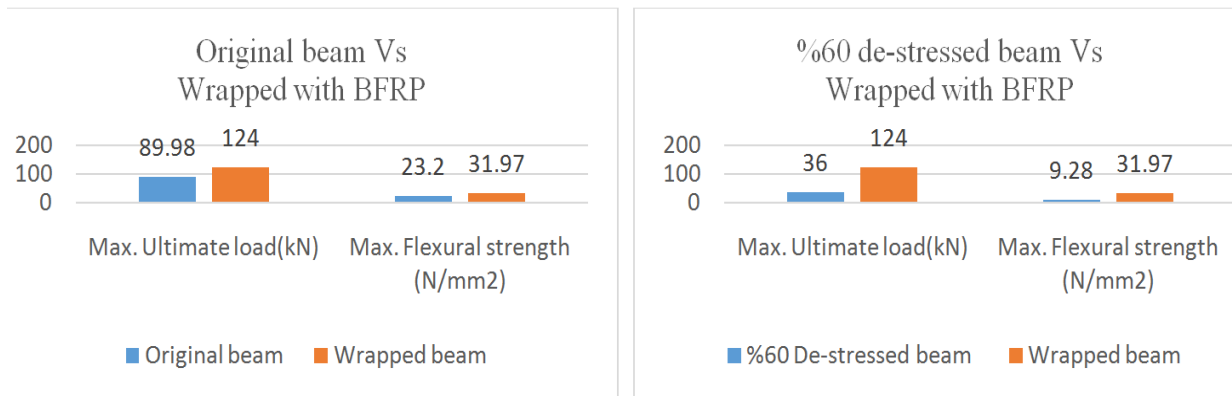 Original beam Vs
Wrapped with BFRP
200
100
0
89.98
124
23.2
31.97
Max. Ultimate load(kN)
Max. Flexural strength
(N/mm2)
Original beam
Wrapped beam
%60 de-stressed beam Vs
Wrapped with BFRP
200
100
0
36
124
9.28
31.97
Max. Ultimate load(kN)
Max. Flexural strength
(N/mm2)
%60 De-stressed beam
Wrapped beam